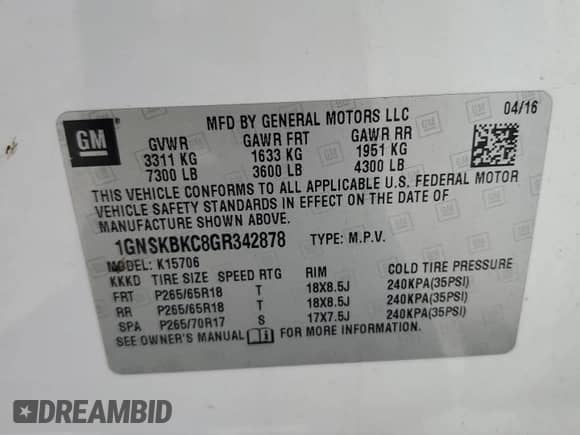 MFD BY GENERAL MOTORS LLC 04/16
GM
GVWR GAWR FRT GAWR RR
3311 KG 1633 KG 1951 KG
7300 LB 3600 LB 4300 LB
THIS VEHICLE CONFORMS TO ALL APPLICABLE U.S. FEDERAL MOTOR
VEHICLE SAFETY STANDARDS IN EFFECT ON THE DATE OF
MANUFACTURE SHOWN ABOVE.
1GNSKBKC8GR342878 TYPE: M.P.V.
MODEL: K15706
KKKD TIRE SIZE SPEED RTG RIM COLD TIRE PRESSURE
FRT P265/65R18 T 18X8.5J 240KPA(35PSI)
RR P265/65R18 T 18X8.5J 240KPA(35PSI)
SPA P265/70R17 S 17X7.5J 240KPA(35PSI)
SEE OWNER'S MANUAL FOR MORE INFORMATION
DREAMBID